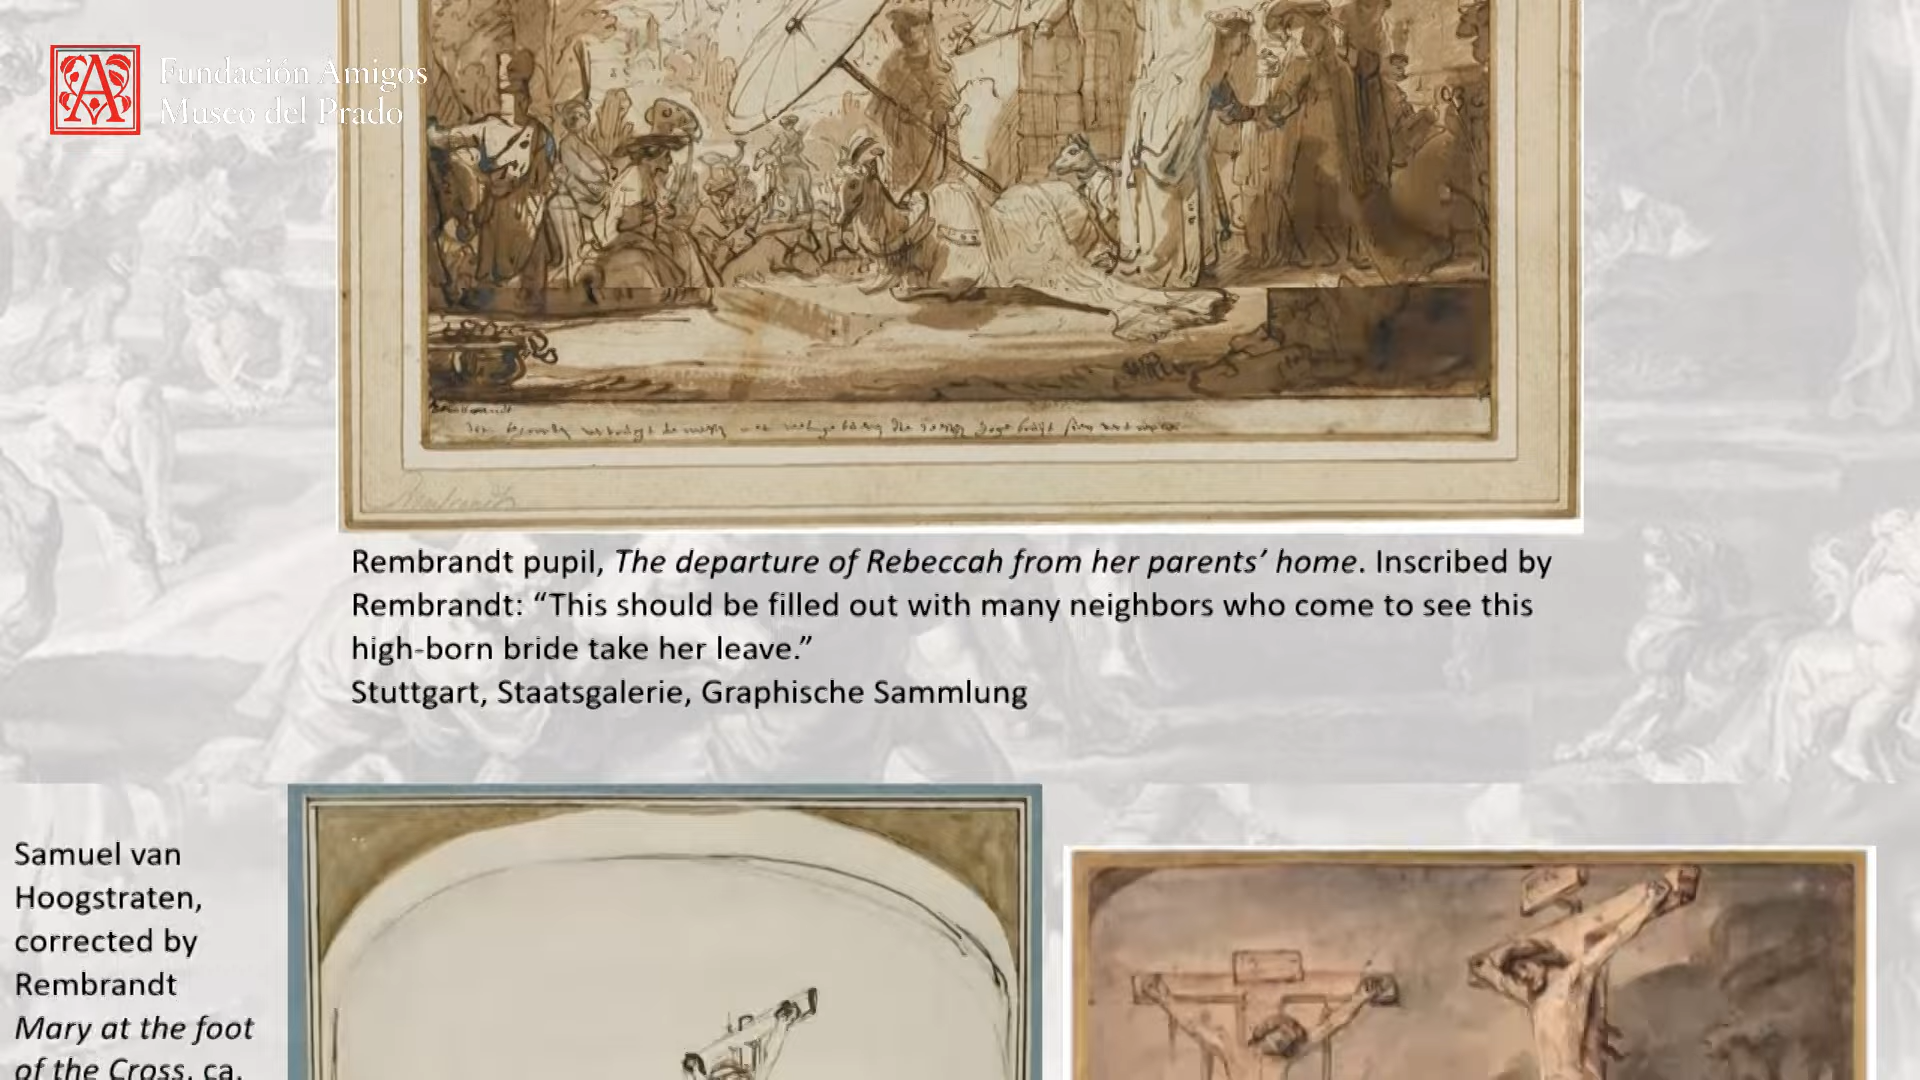 Fundación Amigos
Museo del Prado
Rembrandt
Rembrandt pupil, The departure of Rebeccah from her parents’ home. Inscribed by
Rembrandt: “This should be filled out with many neighbors who come to see this
high-born bride take her leave.”
Stuttgart, Staatsgalerie, Graphische Sammlung
Samuel van
Hoogstraten,
corrected by
Rembrandt
Mary at the foot
of the Cross, ca.